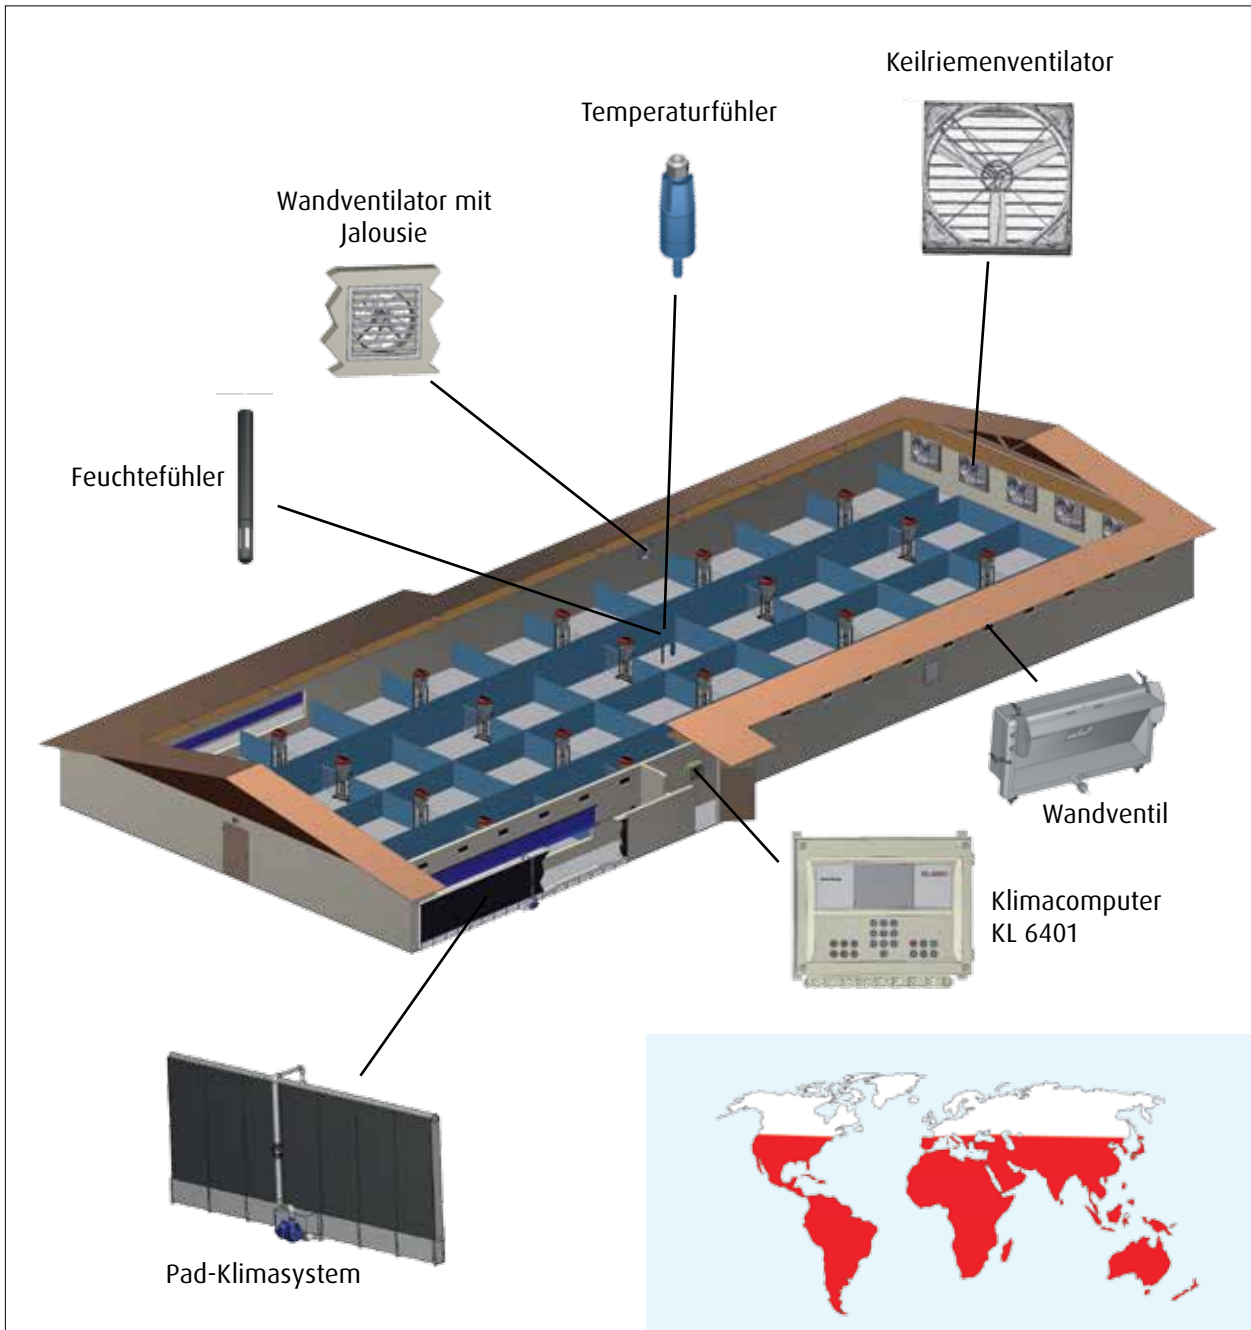 Keilriemenventilator
Temperaturfühler
Wandventilator mit
Jalousie
Feuchtefühler
Wandventil
Klimacomputer
KL 6401
Pad-Klimasystem